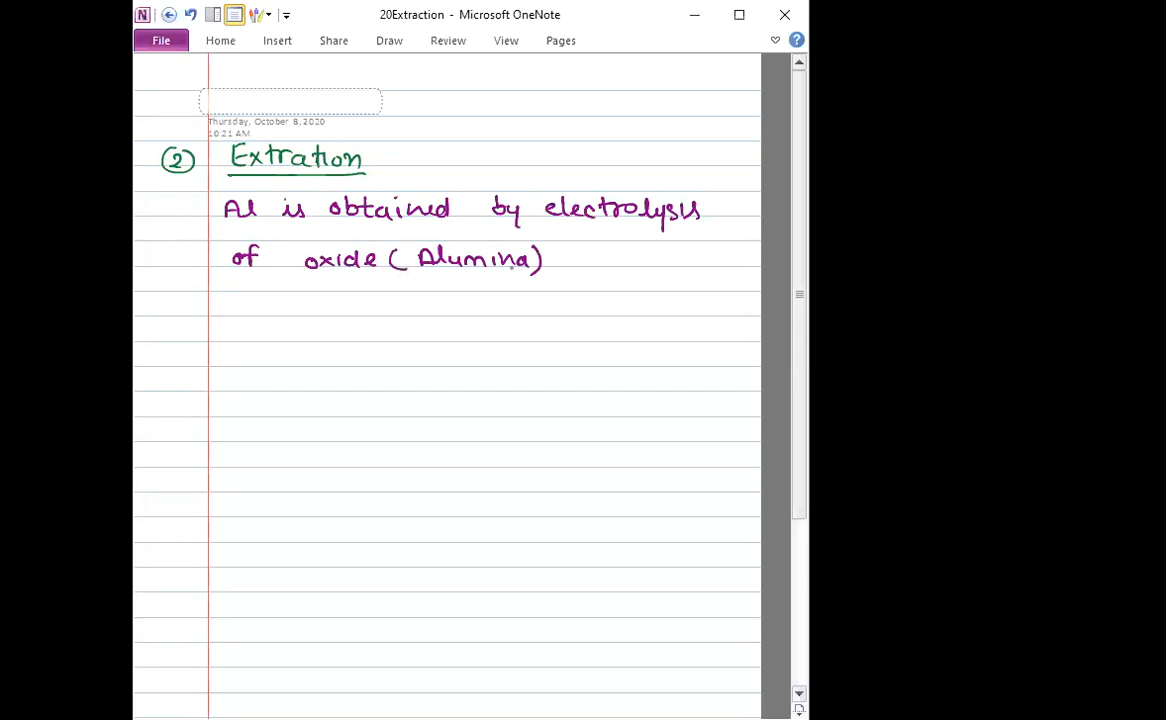 20Extraction - Microsoft OneNote
File Home Insert Share Draw Review View Pages
Thursday, October 8, 2020
10:21 AM
② Extration
Al is obtained by electrolysis
of oxide (Alumina)